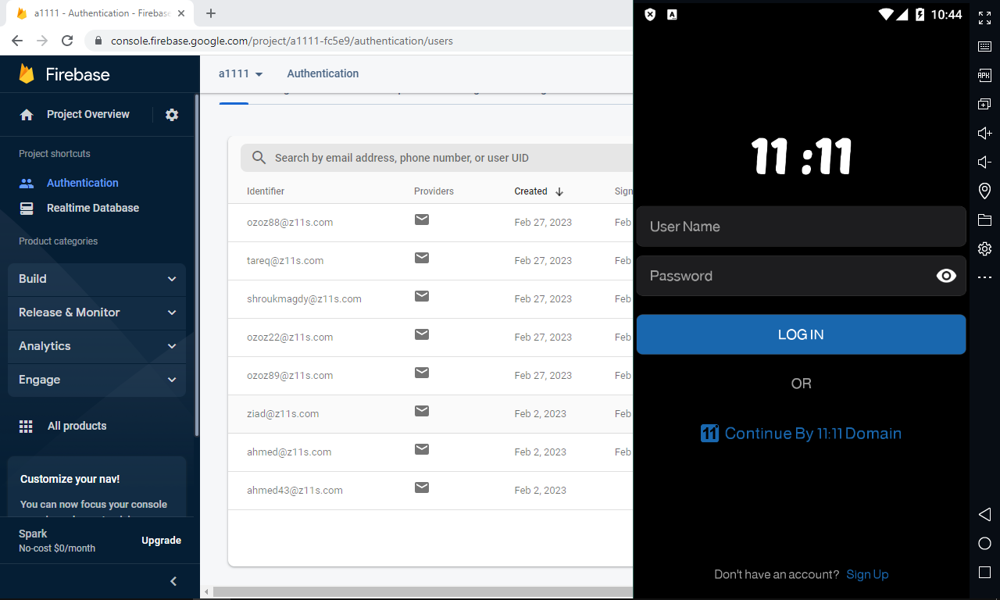 a1111 - Authentication - Firebase
console.firebase.google.com/project/a1111-fc5e9/authentication/users
Firebase
Project Overview
Project shortcuts
Authentication
Realtime Database
Product categories
Build
Release & Monitor
Analytics
Engage
All products
Customize your nav!
You can now focus your console
Spark
No-cost $0/month
Upgrade
a1111
Authentication
Search by email address, phone number, or user UID
Identifier Providers Created Sign
ozoz88@z11s.com Feb 27, 2023 Feb
tareq@z11s.com Feb 27, 2023 Feb
shroukmagdy@z11s.com Feb 27, 2023 Feb
ozoz22@z11s.com Feb 27, 2023 Feb
ozoz89@z11s.com Feb 27, 2023 Feb
ziad@z11s.com Feb 2, 2023 Feb
ahmed@z11s.com Feb 2, 2023 Feb
ahmed43@z11s.com Feb 2, 2023
A
10:44
11:11
User Name
Password
LOG IN
OR
11 Continue By 11:11 Domain
Don't have an account? Sign Up
APK